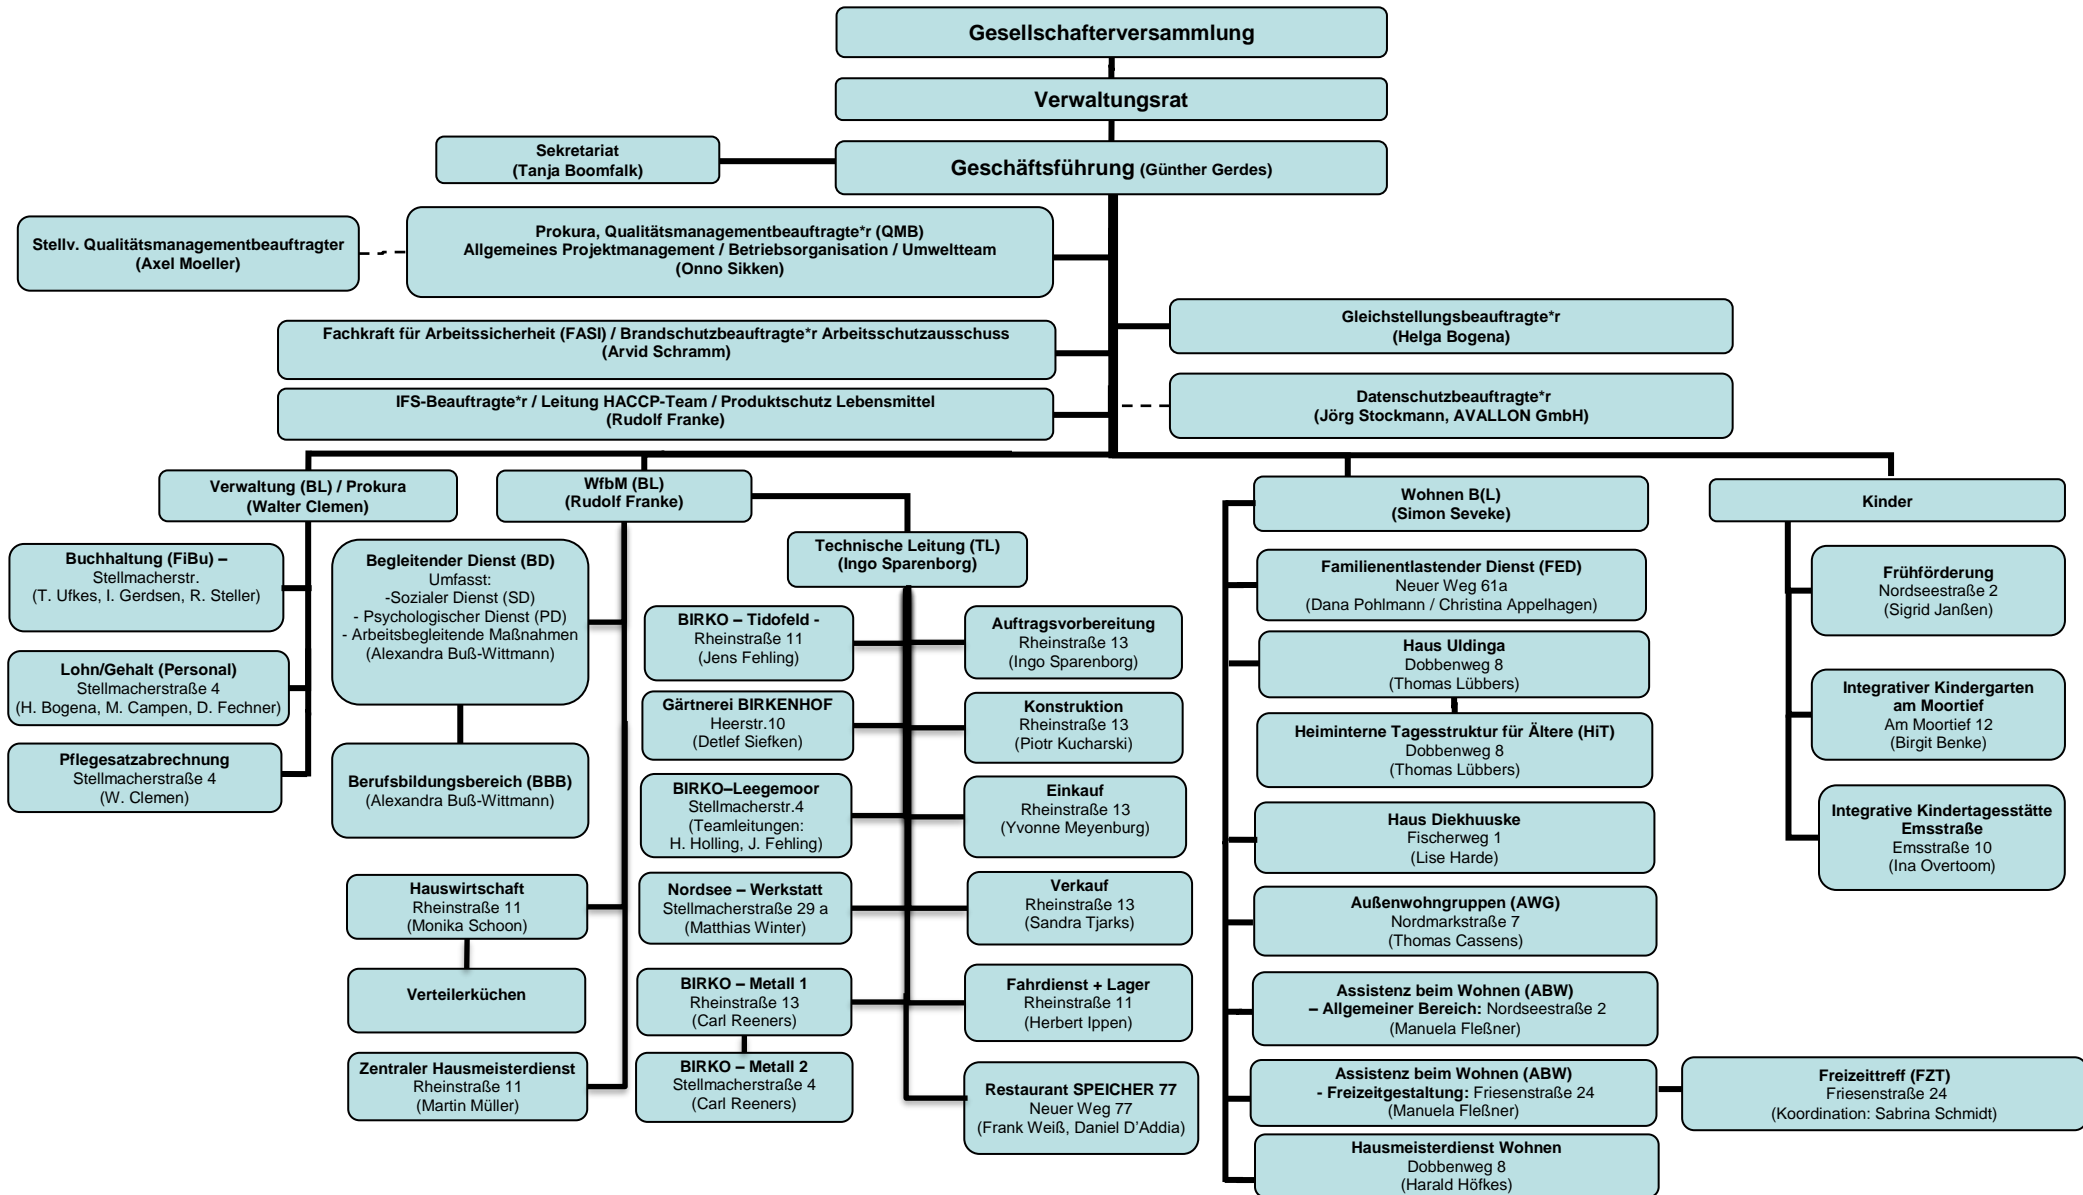 Gesellschafterversammlung
Verwaltungsrat
Sekretariat
(Tanja Boomfalk)
Geschäftsführung (Günther Gerdes)
Stellv. Qualitätsmanagementbeauftragter
(Axel Moeller)
Prokura, Qualitätsmanagementbeauftragte*r (QMB)
Allgemeines Projektmanagement / Betriebsorganisation / Umweltteam
(Onno Sikken)
Fachkraft für Arbeitssicherheit (FASI) / Brandschutzbeauftragte*r Arbeitsschutzausschuss
(Arvid Schramm)
Gleichstellungsbeauftragte*r
(Helga Bogena)
IFS-Beauftragte*r / Leitung HACCP-Team / Produktschutz Lebensmittel
(Rudolf Franke)
Datenschutzbeauftragte*r
(Jörg Stockmann, AVALLON GmbH)
Verwaltung (BL) / Prokura
(Walter Clemen)
Buchhaltung (FiBu) –
Stellmacherstr.
(T. Ufkes, I. Gerdsen, R. Steller)
Lohn/Gehalt (Personal)
Stellmacherstraße 4
(H. Bogena, M. Campen, D. Fechner)
Pflegesatzabrechnung
Stellmacherstraße 4
(W. Clemen)
WfbM (BL)
(Rudolf Franke)
Begleitender Dienst (BD)
Umfasst:
-Sozialer Dienst (SD)
- Psychologischer Dienst (PD)
- Arbeitsbegleitende Maßnahmen
(Alexandra Buß-Wittmann)
Berufsbildungsbereich (BBB)
(Alexandra Buß-Wittmann)
Hauswirtschaft
Rheinstraße 11
(Monika Schoon)
Verteilerküchen
Zentraler Hausmeisterdienst
Rheinstraße 11
(Martin Müller)
Technische Leitung (TL)
(Ingo Sparenborg)
BIRKO – Tidofeld -
Rheinstraße 11
(Jens Fehling)
Gärtnerei BIRKENHOF
Heerstr.10
(Detlef Siefken)
BIRKO–Leegemoor
Stellmacherstr.4
(Teamleitungen:
H. Holling, J. Fehling)
Nordsee – Werkstatt
Stellmacherstraße 29 a
(Matthias Winter)
BIRKO – Metall 1
Rheinstraße 13
(Carl Reeners)
BIRKO – Metall 2
Stellmacherstraße 4
(Carl Reeners)
Auftragsvorbereitung
Rheinstraße 13
(Ingo Sparenborg)
Konstruktion
Rheinstraße 13
(Piotr Kucharski)
Einkauf
Rheinstraße 13
(Yvonne Meyenburg)
Verkauf
Rheinstraße 13
(Sandra Tjarks)
Fahrdienst + Lager
Rheinstraße 11
(Herbert Ippen)
Restaurant SPEICHER 77
Neuer Weg 77
(Frank Weiß, Daniel D’Addia)
Wohnen B(L)
(Simon Seveke)
Familienentlastender Dienst (FED)
Neuer Weg 61a
(Dana Pohlmann / Christina Appelhagen)
Haus Uldinga
Dobbenweg 8
(Thomas Lübbers)
Heiminterne Tagesstruktur für Ältere (HiT)
Dobbenweg 8
(Thomas Lübbers)
Haus Diekhuuske
Fischerweg 1
(Lise Harde)
Außenwohngruppen (AWG)
Nordmarkstraße 7
(Thomas Cassens)
Assistenz beim Wohnen (ABW)
– Allgemeiner Bereich: Nordseestraße 2
(Manuela Fleßner)
Assistenz beim Wohnen (ABW)
- Freizeitgestaltung: Friesenstraße 24
(Manuela Fleßner)
Freizeittreff (FZT)
Friesenstraße 24
(Koordination: Sabrina Schmidt)
Hausmeisterdienst Wohnen
Dobbenweg 8
(Harald Höfkes)
Kinder
Frühförderung
Nordseestraße 2
(Sigrid Janßen)
Integrativer Kindergarten
am Moortief
Am Moortief 12
(Birgit Benke)
Integrative Kindertagesstätte
Emsstraße
Emsstraße 10
(Ina Overtoom)